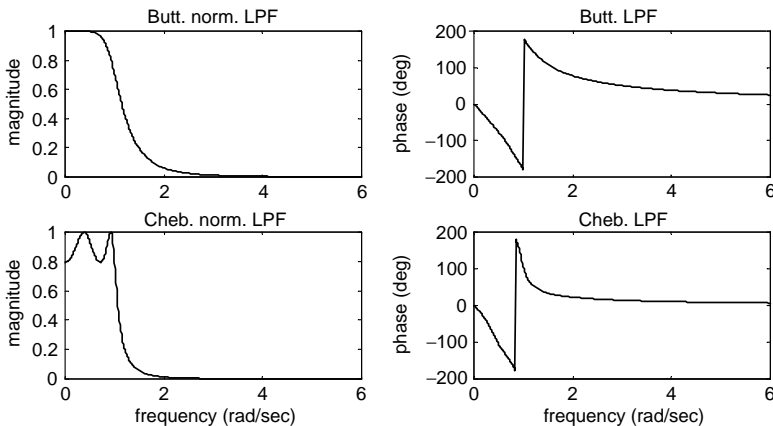 Butt. norm. LPF
magnitude
1
0.8
0.6
0.4
0.2
0
0 2 4 6
Butt. LPF
phase (deg)
200
100
0
−100
−200
0 2 4 6
Cheb. norm. LPF
magnitude
1
0.8
0.6
0.4
0.2
0
0 2 4 6
frequency (rad/sec)
Cheb. LPF
phase (deg)
200
100
0
−100
−200
0 2 4 6
frequency (rad/sec)